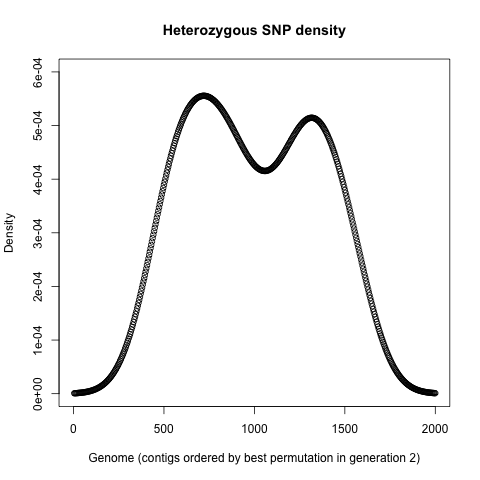 Heterozygous SNP density
Density
6e-04
5e-04
4e-04
3e-04
2e-04
1e-04
0e+00
0 500 1000 1500 2000
Genome (contigs ordered by best permutation in generation 2)